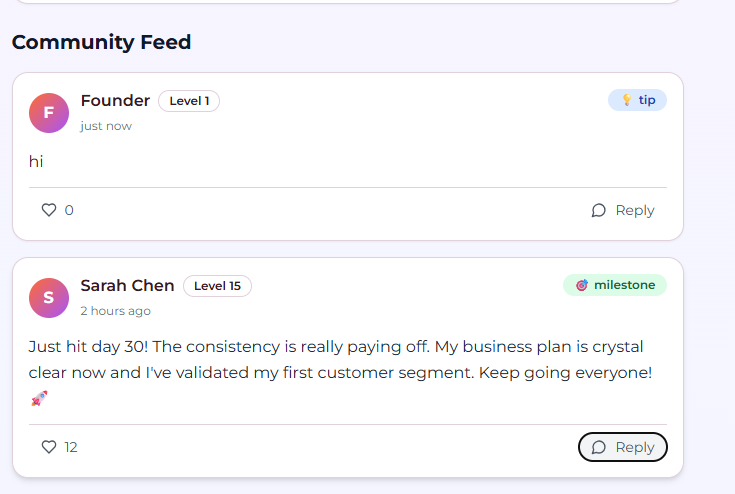 Community Feed
F
Founder
Level 1
💡 tip
just now
hi
0
Reply
S
Sarah Chen
Level 15
🎯 milestone
2 hours ago
Just hit day 30! The consistency is really paying off. My business plan is crystal
clear now and I've validated my first customer segment. Keep going everyone!
🚀
12
Reply